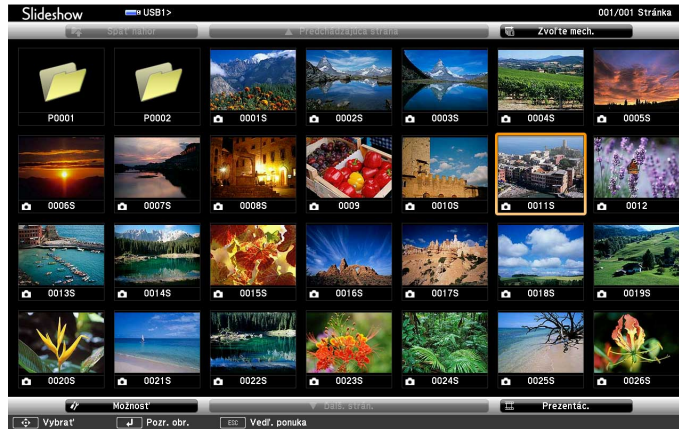 Slideshow USB1> 001/001 Stránka
Späť nahor Predchádzajúca strana Zvoľte mech.
P0001 P0002 0001S 0002S 0003S 0004S 0005S
0006S 0007S 0008S 0009 0010S 0011S 0012
0013S 0014S 0015S 0016S 0017S 0018S 0019S
0020S 0021S 0022S 0023S 0024S 0025S 0026S
Možnosť Ďalš. strán. Prezentác.
Vybrať Pozr. obr. ESC Vedľ. ponuka